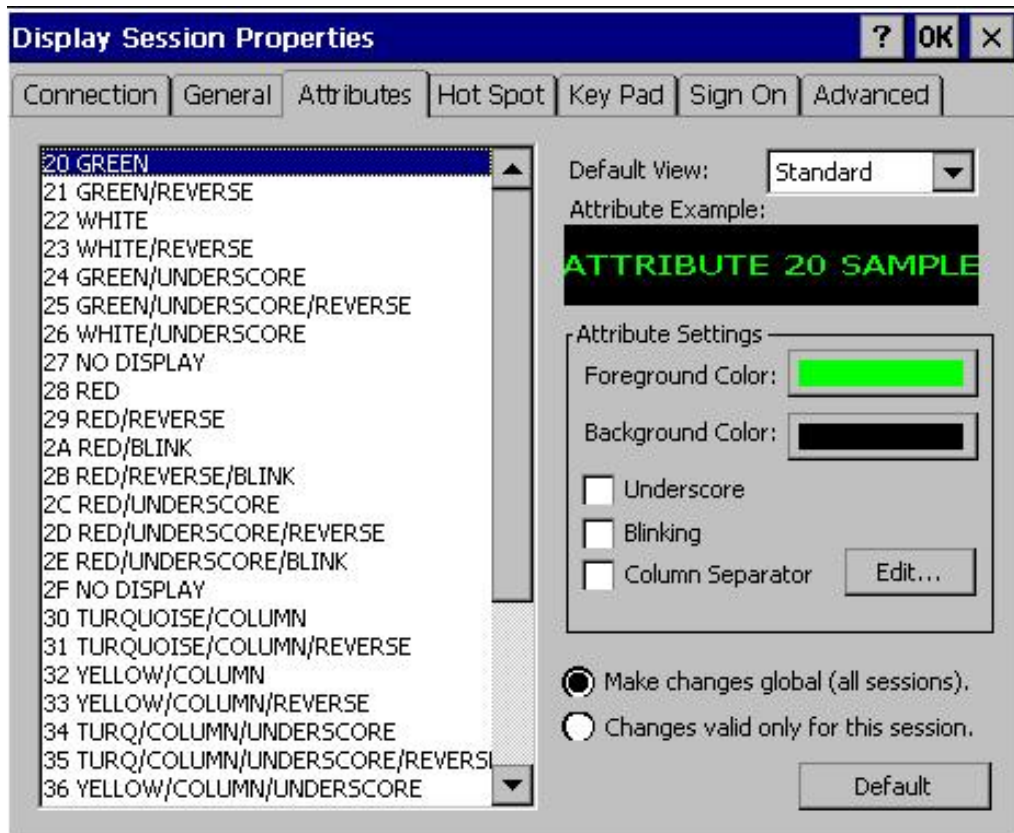 Display Session Properties ? OK ×
Connection General Attributes Hot Spot Key Pad Sign On Advanced
20 GREEN
21 GREEN/REVERSE
22 WHITE
23 WHITE/REVERSE
24 GREEN/UNDERSCORE
25 GREEN/UNDERSCORE/REVERSE
26 WHITE/UNDERSCORE
27 NO DISPLAY
28 RED
29 RED/REVERSE
2A RED/BLINK
2B RED/REVERSE/BLINK
2C RED/UNDERSCORE
2D RED/UNDERSCORE/REVERSE
2E RED/UNDERSCORE/BLINK
2F NO DISPLAY
30 TURQUOISE/COLUMN
31 TURQUOISE/COLUMN/REVERSE
32 YELLOW/COLUMN
33 YELLOW/COLUMN/REVERSE
34 TURQ/COLUMN/UNDERSCORE
35 TURQ/COLUMN/UNDERSCORE/REVERS
36 YELLOW/COLUMN/UNDERSCORE
Default View: Standard
Attribute Example:
ATTRIBUTE 20 SAMPLE
Attribute Settings
Foreground Color:
Background Color:
Underscore
Blinking
Column Separator Edit...
Make changes global (all sessions).
Changes valid only for this session.
Default